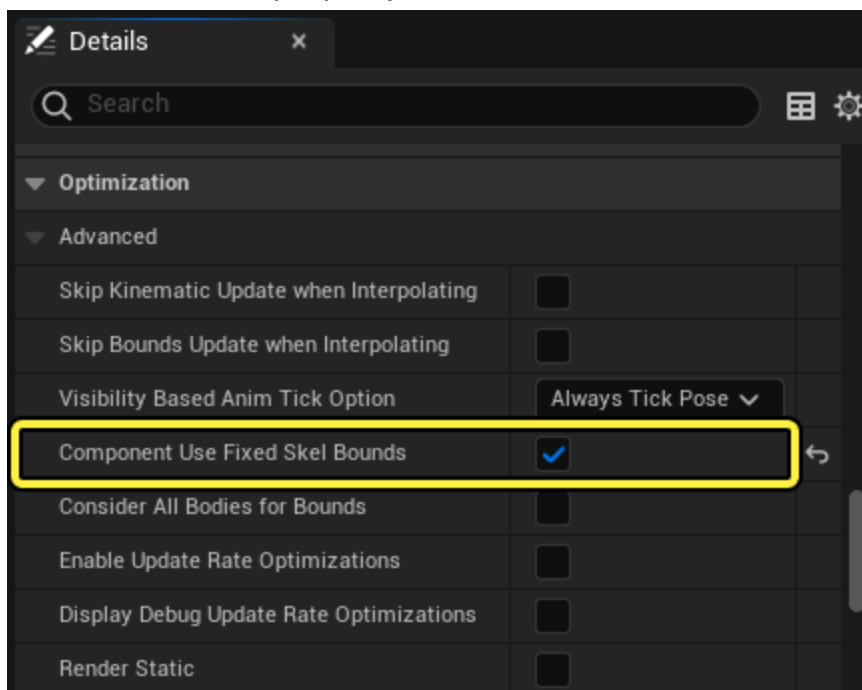 Details
Search
Optimization
Advanced
Skip Kinematic Update when Interpolating
Skip Bounds Update when Interpolating
Visibility Based Anim Tick Option Always Tick Pose
Component Use Fixed Skel Bounds
Consider All Bodies for Bounds
Enable Update Rate Optimizations
Display Debug Update Rate Optimizations
Render Static